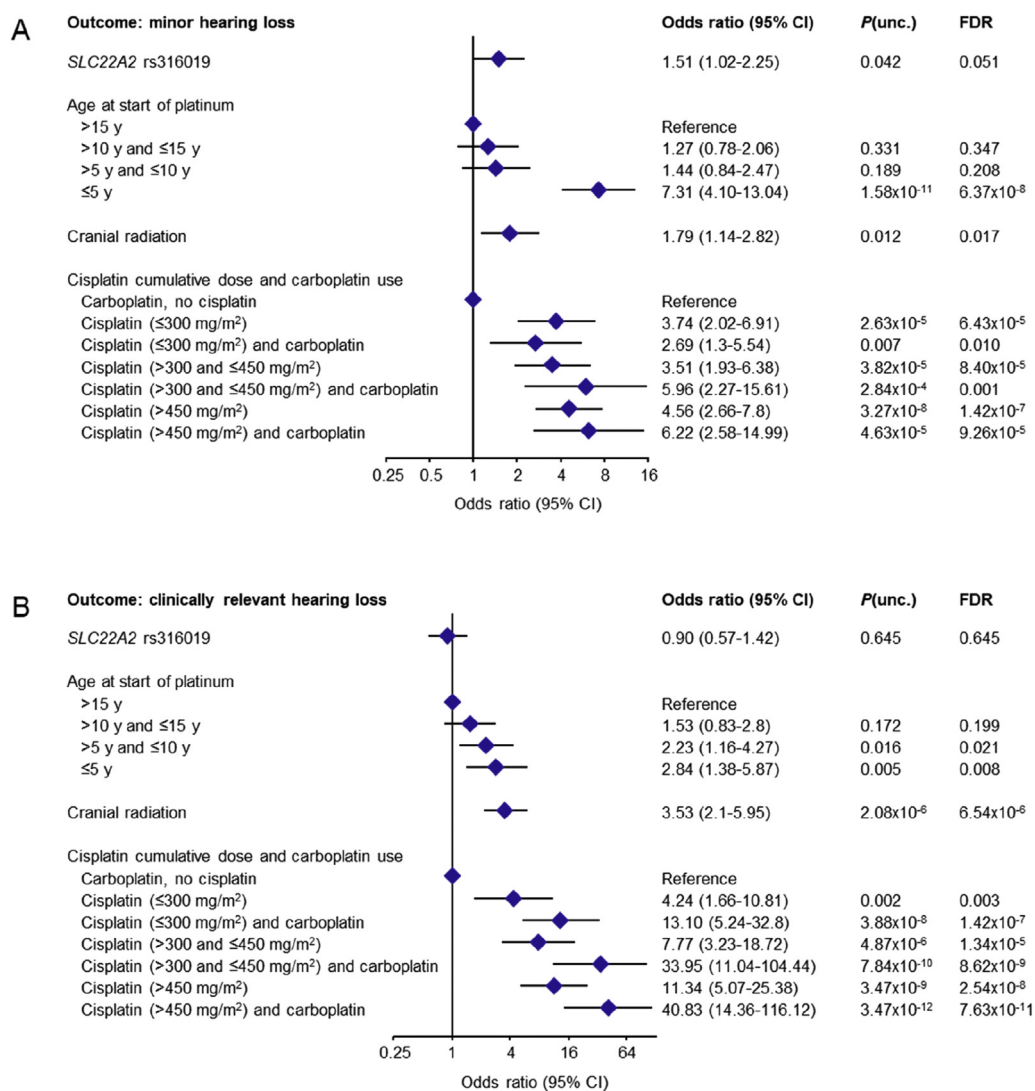 A
Outcome: minor hearing loss Odds ratio (95% CI) P(unc.) FDR
SLC22A2 rs316019 1.51 (1.02-2.25) 0.042 0.051
Age at start of platinum
>15 y Reference
>10 y and ≤15 y 1.27 (0.78-2.06) 0.331 0.347
>5 y and ≤10 y 1.44 (0.84-2.47) 0.189 0.208
≤5 y 7.31 (4.10-13.04) 1.58x10⁻¹¹ 6.37x10⁻⁸
Cranial radiation 1.79 (1.14-2.82) 0.012 0.017
Cisplatin cumulative dose and carboplatin use
Carboplatin, no cisplatin Reference
Cisplatin (≤300 mg/m²) 3.74 (2.02-6.91) 2.63x10⁻⁵ 6.43x10⁻⁵
Cisplatin (≤300 mg/m²) and carboplatin 2.69 (1.3-5.54) 0.007 0.010
Cisplatin (>300 and ≤450 mg/m²) 3.51 (1.93-6.38) 3.82x10⁻⁵ 8.40x10⁻⁵
Cisplatin (>300 and ≤450 mg/m²) and carboplatin 5.96 (2.27-15.61) 2.84x10⁻⁴ 0.001
Cisplatin (>450 mg/m²) 4.56 (2.66-7.8) 3.27x10⁻⁸ 1.42x10⁻⁷
Cisplatin (>450 mg/m²) and carboplatin 6.22 (2.58-14.99) 4.63x10⁻⁵ 9.26x10⁻⁵
0.25 0.5 1 2 4 8 16
Odds ratio (95% CI)
B
Outcome: clinically relevant hearing loss Odds ratio (95% CI) P(unc.) FDR
SLC22A2 rs316019 0.90 (0.57-1.42) 0.645 0.645
Age at start of platinum
>15 y Reference
>10 y and ≤15 y 1.53 (0.83-2.8) 0.172 0.199
>5 y and ≤10 y 2.23 (1.16-4.27) 0.016 0.021
≤5 y 2.84 (1.38-5.87) 0.005 0.008
Cranial radiation 3.53 (2.1-5.95) 2.08x10⁻⁶ 6.54x10⁻⁶
Cisplatin cumulative dose and carboplatin use
Carboplatin, no cisplatin Reference
Cisplatin (≤300 mg/m²) 4.24 (1.66-10.81) 0.002 0.003
Cisplatin (≤300 mg/m²) and carboplatin 13.10 (5.24-32.8) 3.88x10⁻⁸ 1.42x10⁻⁷
Cisplatin (>300 and ≤450 mg/m²) 7.77 (3.23-18.72) 4.87x10⁻⁶ 1.34x10⁻⁵
Cisplatin (>300 and ≤450 mg/m²) and carboplatin 33.95 (11.04-104.44) 7.84x10⁻¹⁰ 8.62x10⁻⁹
Cisplatin (>450 mg/m²) 11.34 (5.07-25.38) 3.47x10⁻⁹ 2.54x10⁻⁸
Cisplatin (>450 mg/m²) and carboplatin 40.83 (14.36-116.12) 3.47x10⁻¹² 7.63x10⁻¹¹
0.25 1 4 16 64
Odds ratio (95% CI)